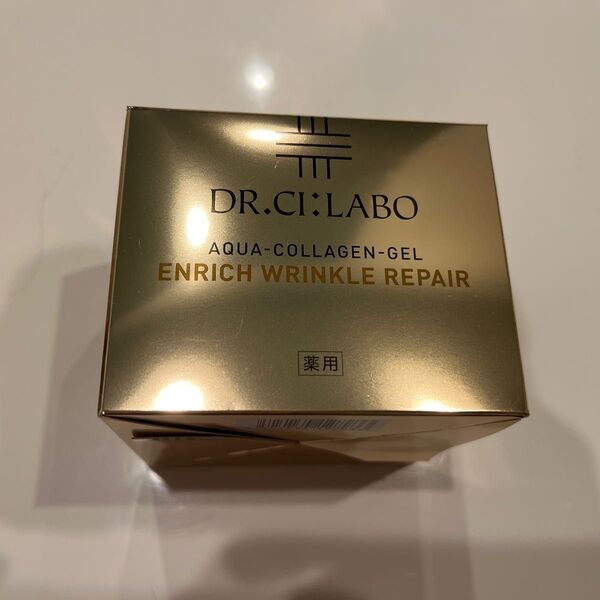 DR.CI:LABO
AQUA-COLLAGEN-GEL
ENRICH WRINKLE REPAIR
薬用